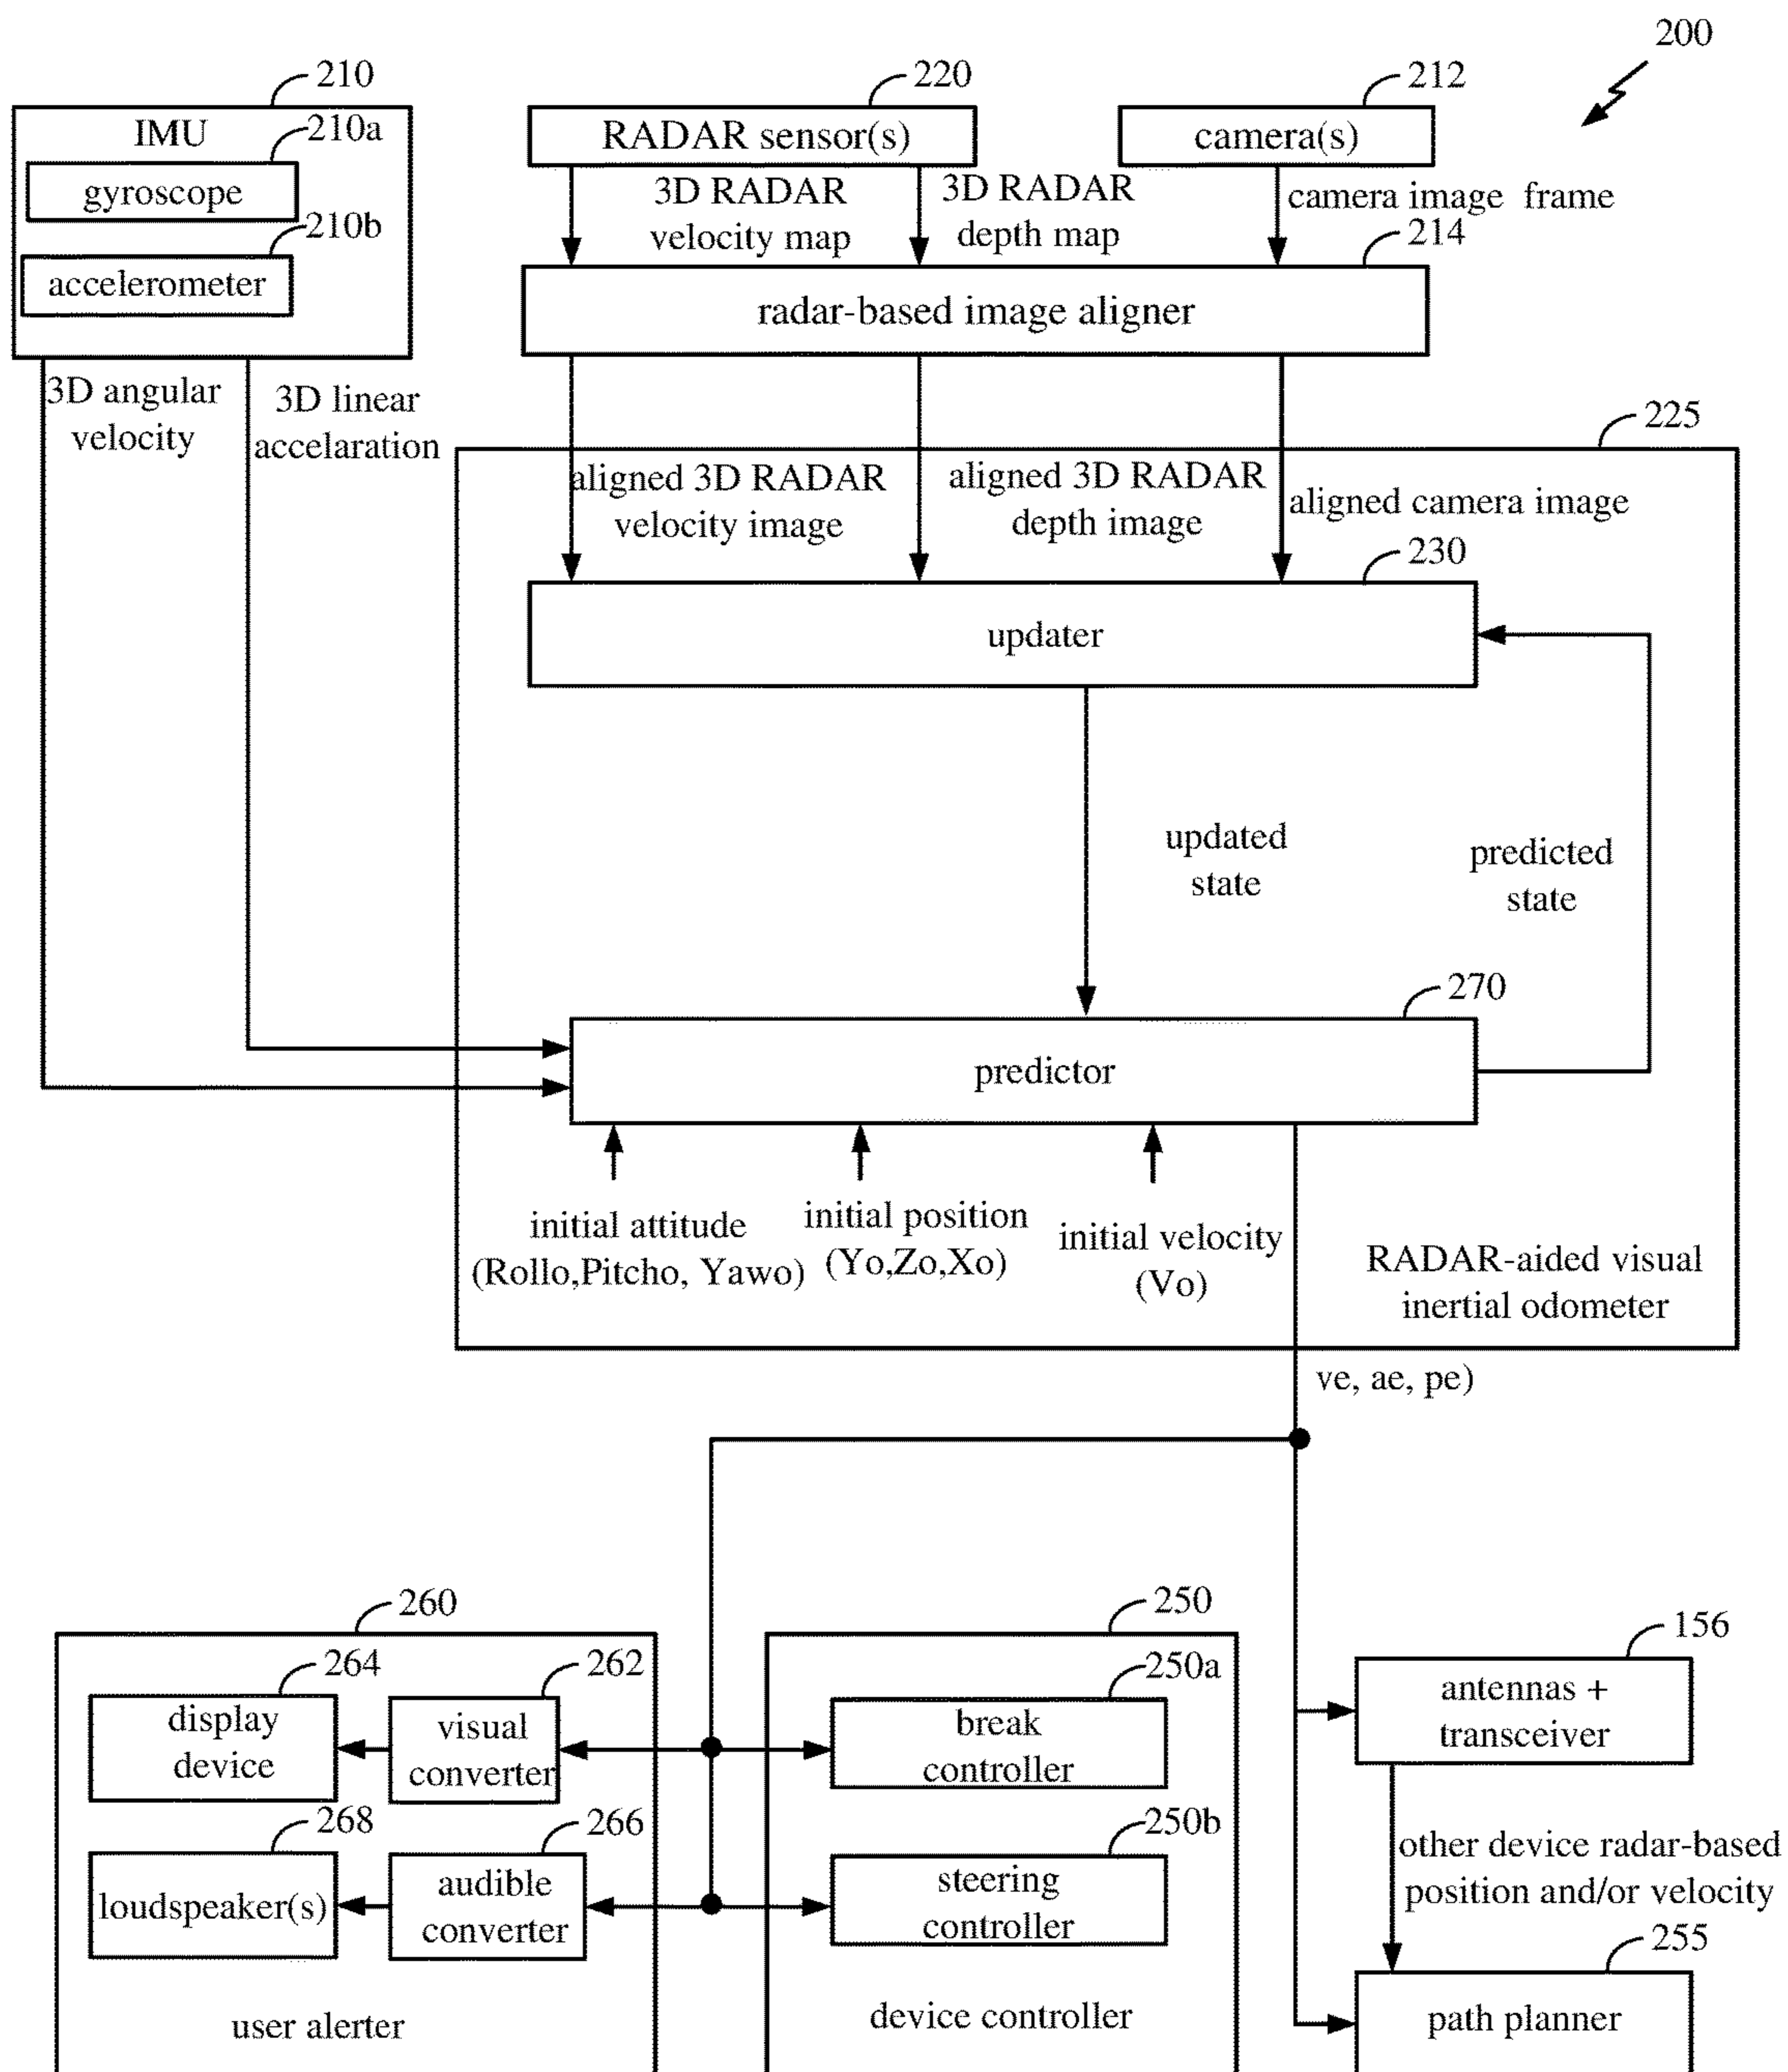 200
210
220
212
IMU
210a
RADAR sensor(s)
camera(s)
gyroscope
3D RADAR
velocity map
3D RADAR
depth map
camera image frame
210b
214
accelerometer
radar-based image aligner
3D angular
velocity
3D linear
accelaration
225
aligned 3D RADAR
velocity image
aligned 3D RADAR
depth image
aligned camera image
230
updater
updated
state
predicted
state
270
predictor
initial attitude
(Rollo,Pitcho, Yawo)
initial position
(Yo,Zo,Xo)
initial velocity
(Vo)
RADAR-aided visual
inertial odometer
ve, ae, pe)
260
250
156
264
262
250a
display
device
visual
converter
break
controller
antennas +
transceiver
268
266
250b
loudspeaker(s)
audible
converter
steering
controller
other device radar-based
position and/or velocity
255
user alerter
device controller
path planner